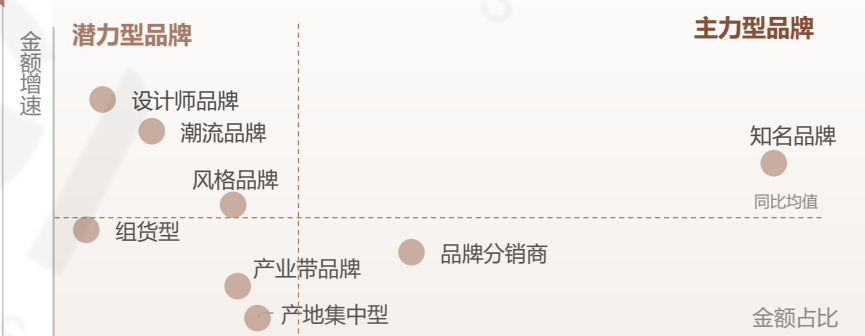 潜力型品牌
主力型品牌
金额增速
设计师品牌
潮流品牌
知名品牌
风格品牌
同比均值
组货型
品牌分销商
产业带品牌
产地集中型
金额占比